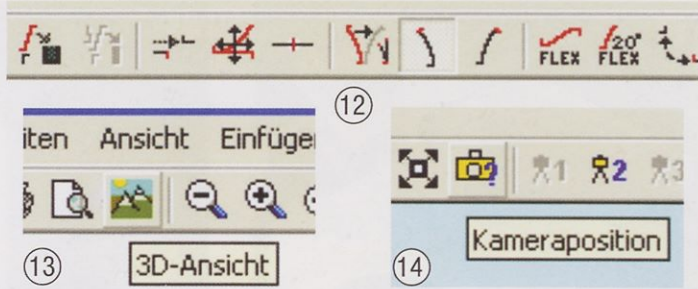 20°
FLEX FLEX
12
iten Ansicht Einfüge
1 2 3
13 3D-Ansicht
14 Kameraposition